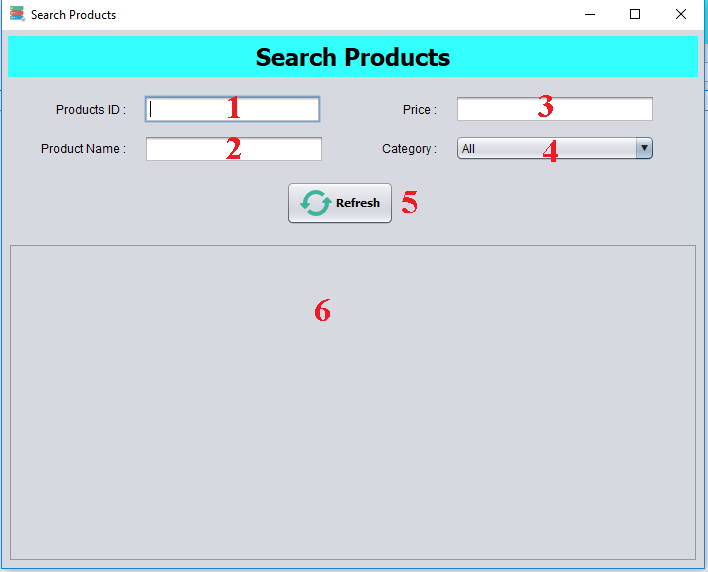 Search Products
Search Products
Products ID : 1 Price : 3
Product Name : 2 Category : All 4
Refresh 5
6